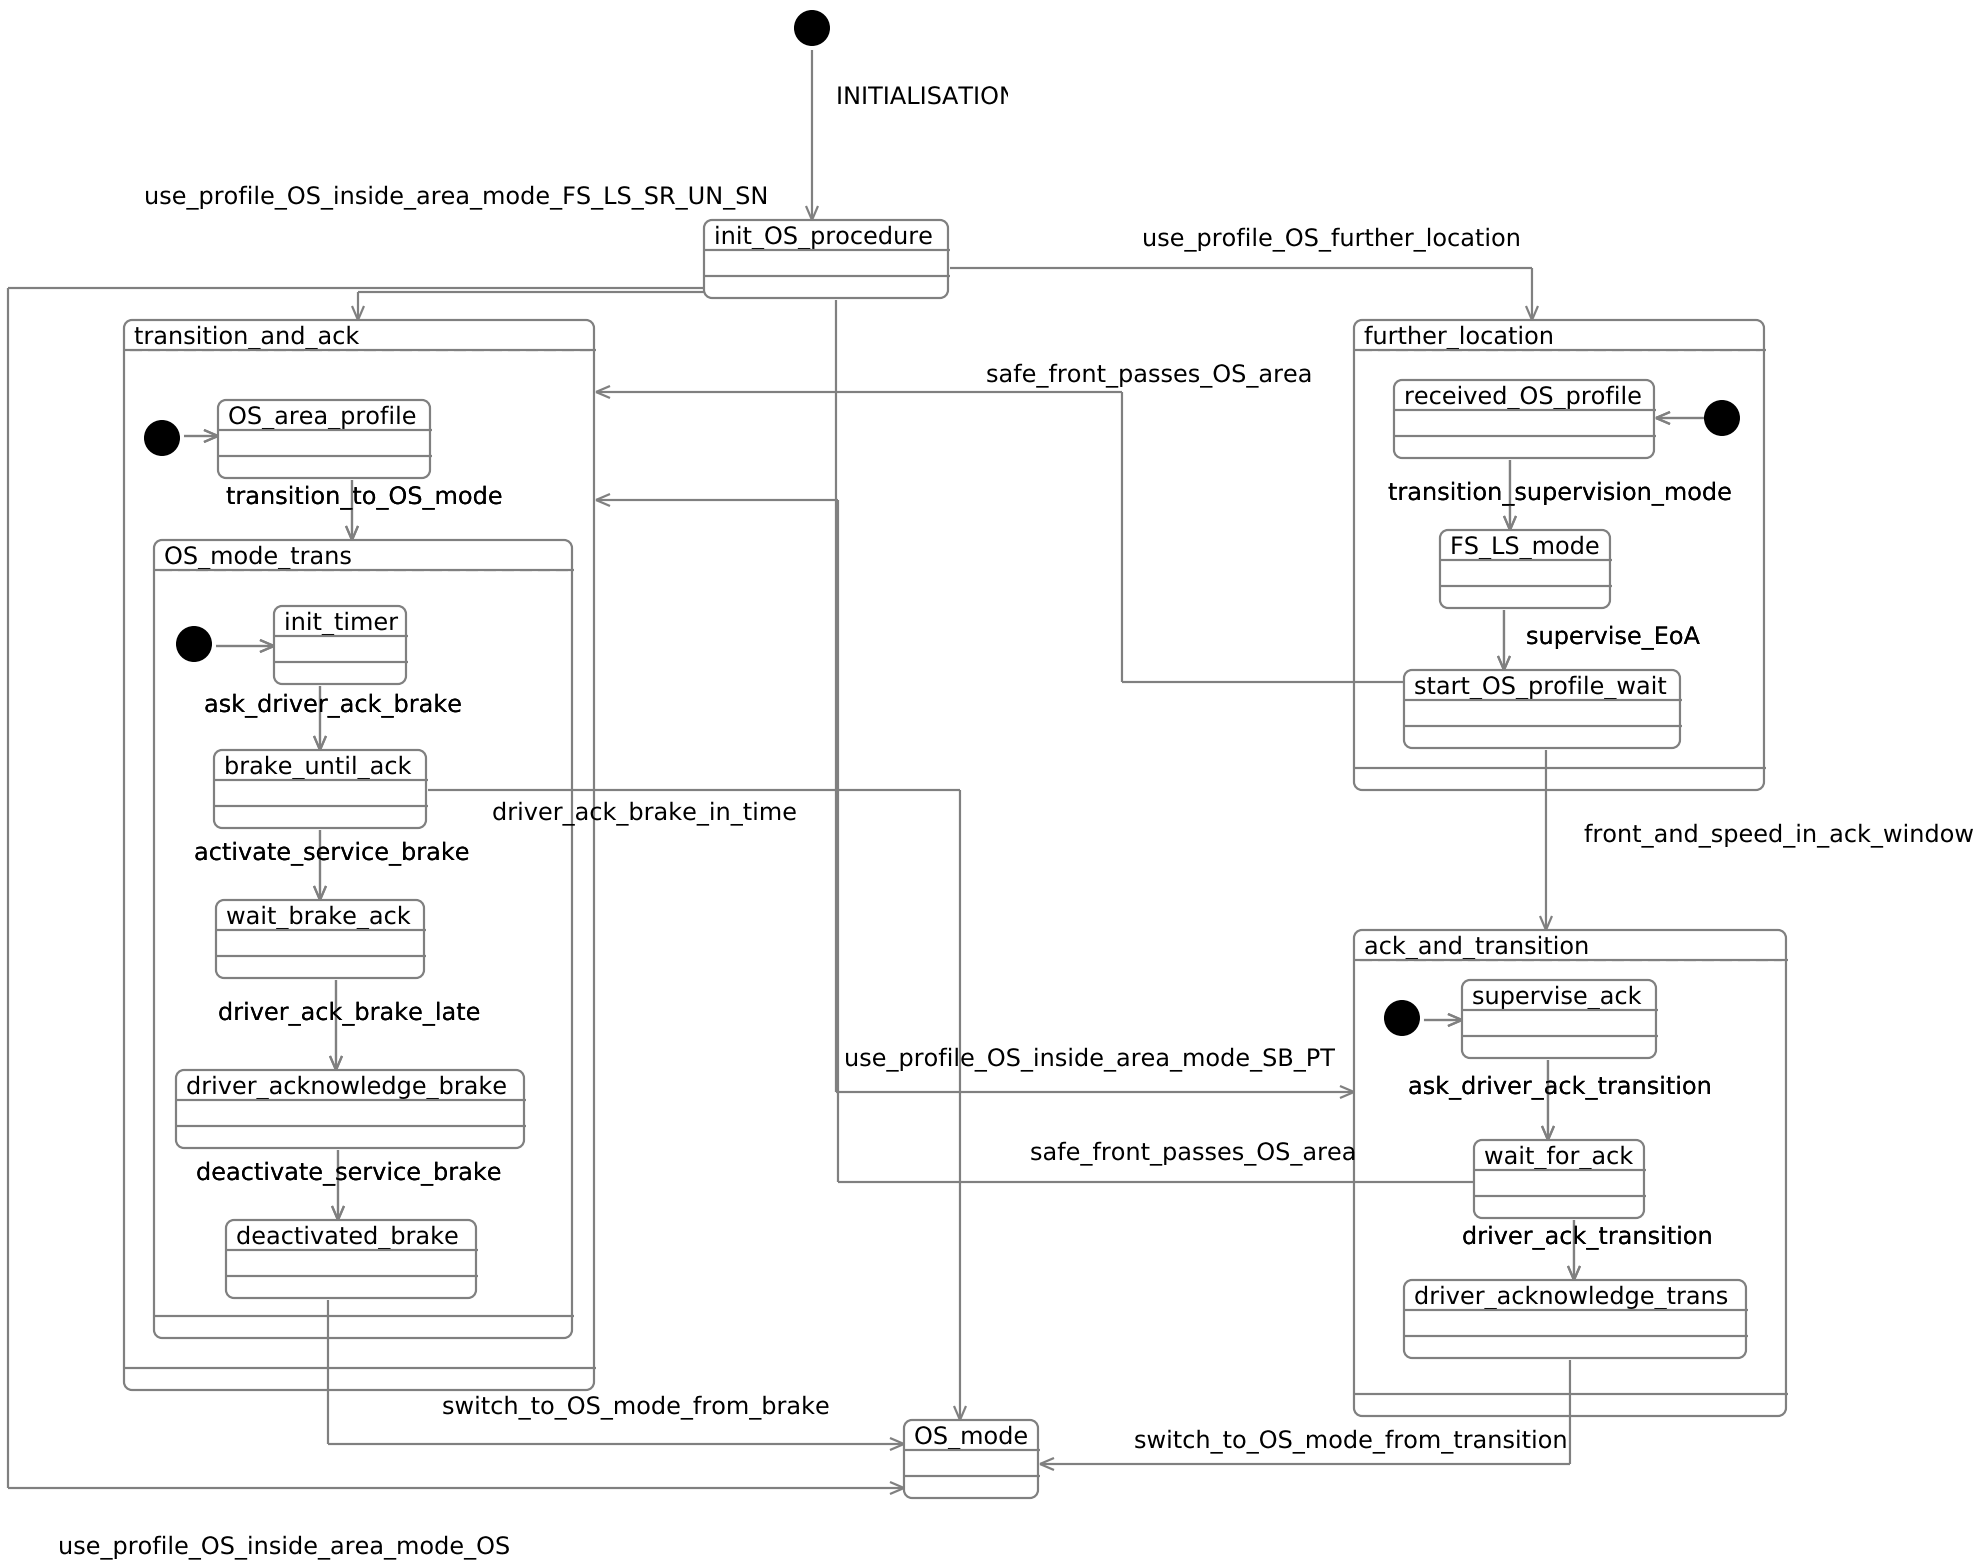 INITIALISATION
use_profile_OS_inside_area_mode_FS_LS_SR_UN_SN
init_OS_procedure
use_profile_OS_further_location
transition_and_ack
further_location
safe_front_passes_OS_area
received_OS_profile
OS_area_profile
transition_to_OS_mode
transition_supervision_mode
OS_mode_trans
FS_LS_mode
init_timer
supervise_EoA
start_OS_profile_wait
ask_driver_ack_brake
brake_until_ack
driver_ack_brake_in_time
front_and_speed_in_ack_window
activate_service_brake
wait_brake_ack
ack_and_transition
supervise_ack
driver_ack_brake_late
use_profile_OS_inside_area_mode_SB_PT
driver_acknowledge_brake
ask_driver_ack_transition
safe_front_passes_OS_area
wait_for_ack
deactivate_service_brake
deactivated_brake
driver_ack_transition
driver_acknowledge_trans
switch_to_OS_mode_from_brake
OS_mode
switch_to_OS_mode_from_transition
use_profile_OS_inside_area_mode_OS